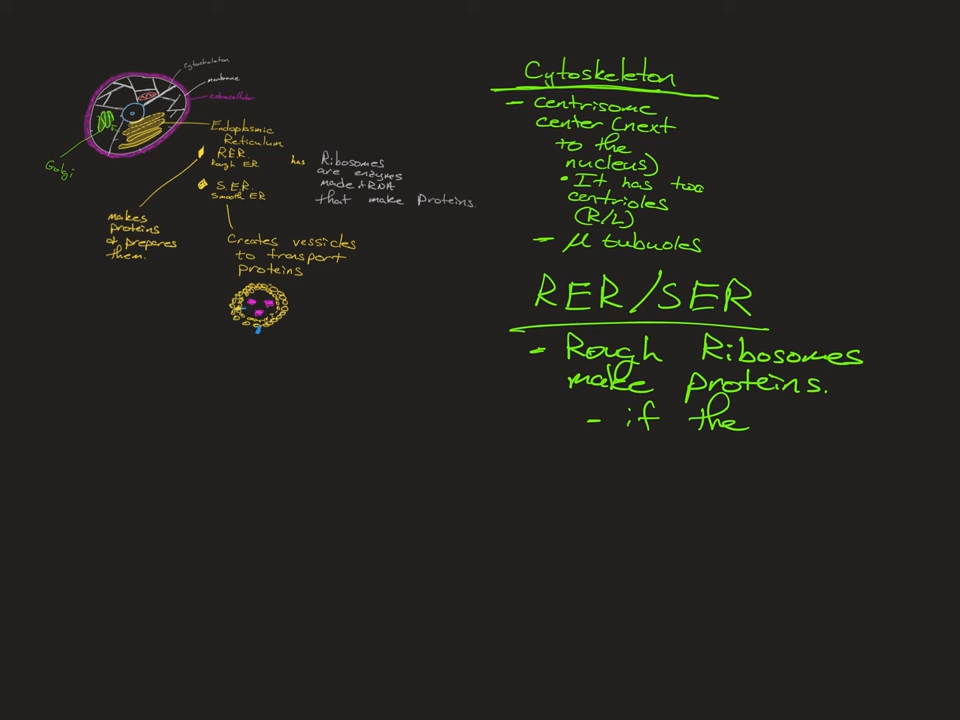 cytoskeleton
membrane
extracellular
Golgi
Endoplasmic
Reticulum
RER.
Rough ER
S.E.R.
Smooth ER
has Ribosomes
are enzymes
made + RNA
that make Proteins.
makes
proteins
& prepares
them.
Creates vessicles
to transport
proteins
Cytoskeleton
- centrisome
center (next
to the
nucleus)
• It has two
centrioles
(R/L)
- μ tubuoles
RER/SER
- Rough Ribosomes
make proteins.
- if the